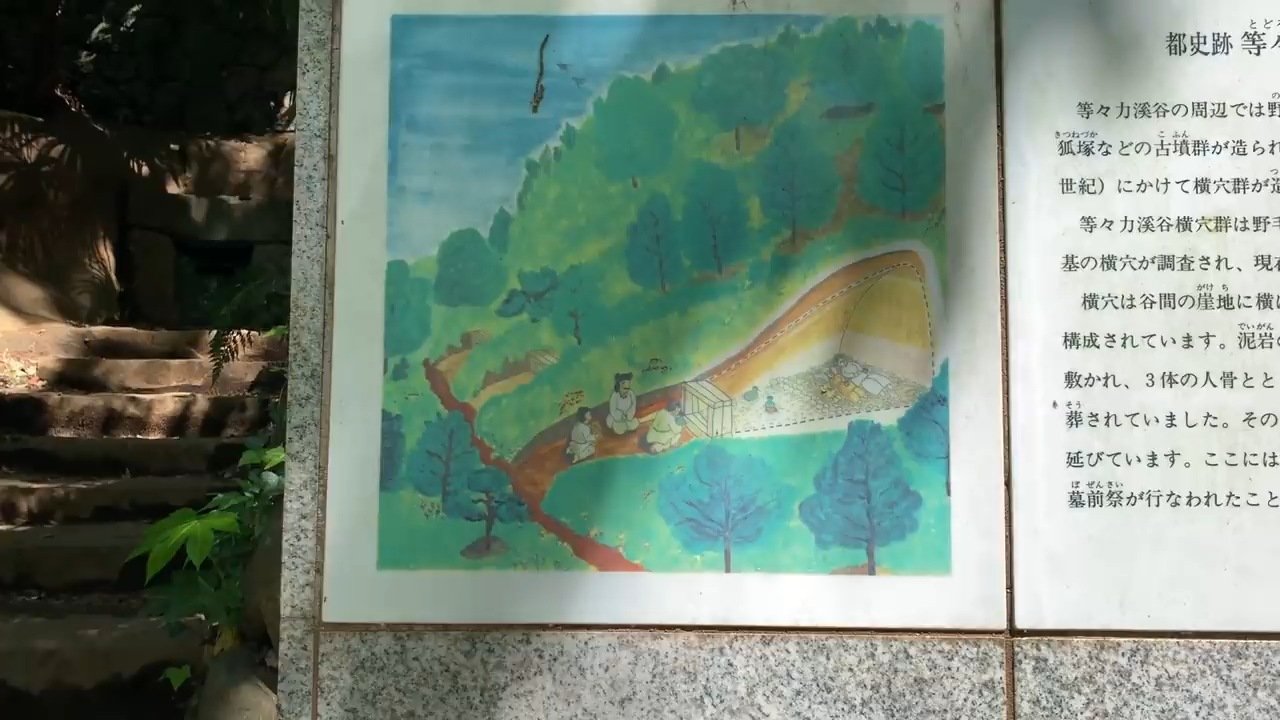 都史跡 等
等々力溪谷の周辺では野
狐塚などの古墳群が造られ
世紀）にかけて横穴群が造
等々力溪谷横穴群は野毛
基の横穴が調査され、現在
横穴は谷間の崖地に横に
構成されています。泥岩の
敷かれ、３体の人骨とと
葬されていました。その
延びています。ここには
墓前祭が行なわれたこと